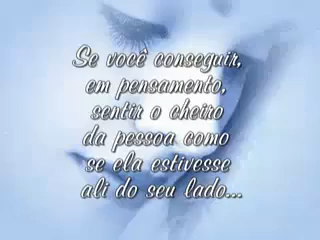 Se você conseguir,
em pensamento,
sentir o cheiro
da pessoa como
se ela estivesse
ali do seu lado...